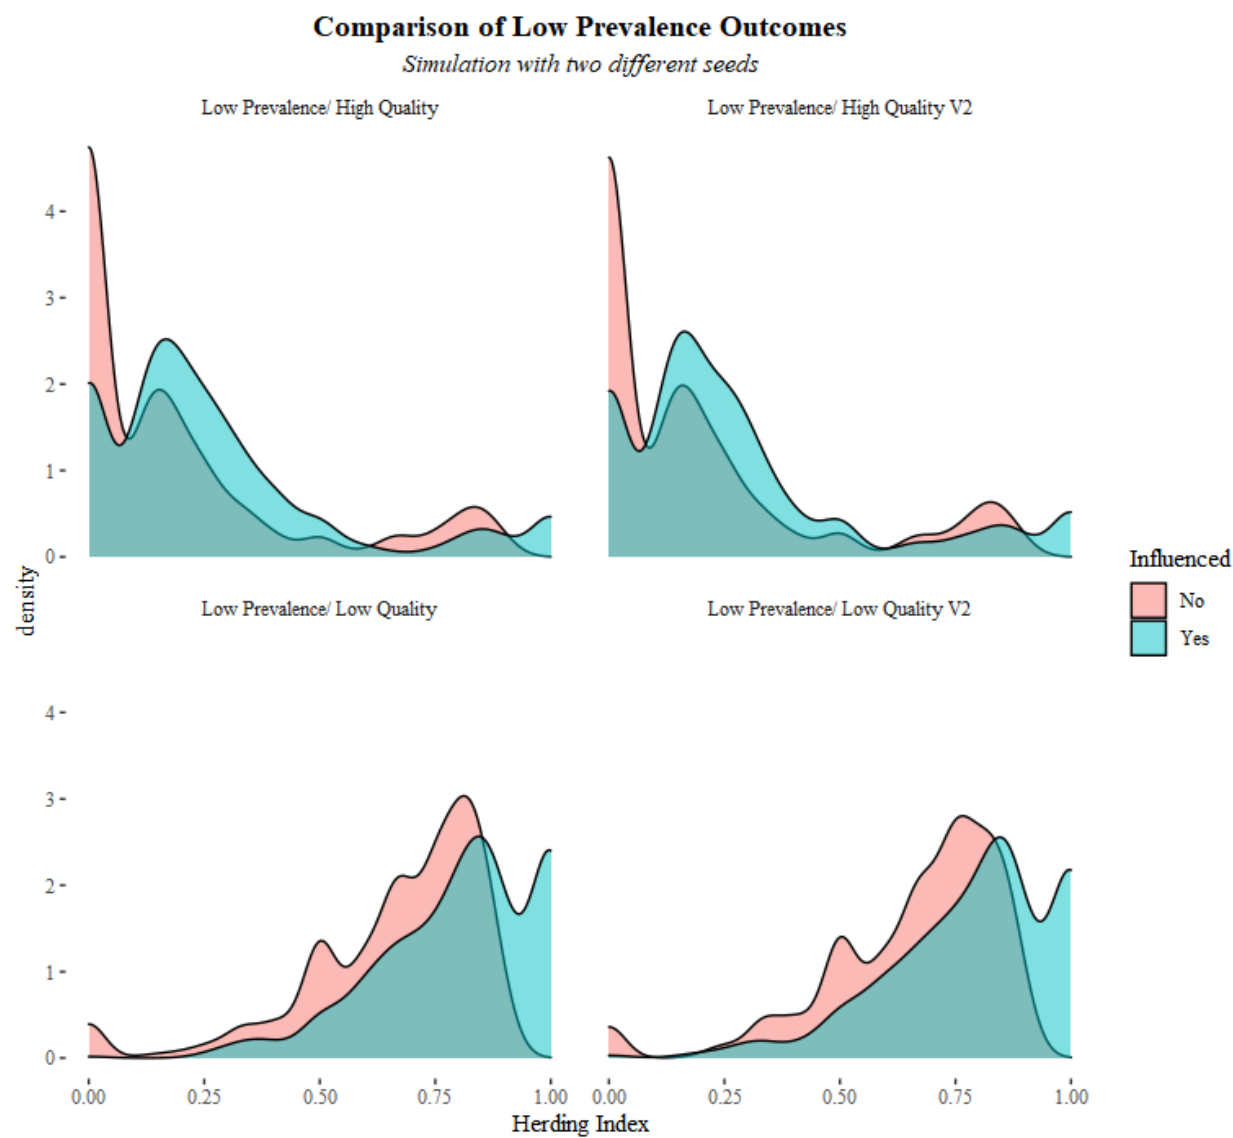 Comparison of Low Prevalence Outcomes
Simulation with two different seeds
Low Prevalence/ High Quality
Low Prevalence/ High Quality V2
4
3
2
1
0
Low Prevalence/ Low Quality
Low Prevalence/ Low Quality V2
4
3
2
1
0
density
0.00 0.25 0.50 0.75 1.00 0.00 0.25 0.50 0.75 1.00
Herding Index
Influenced
No
Yes